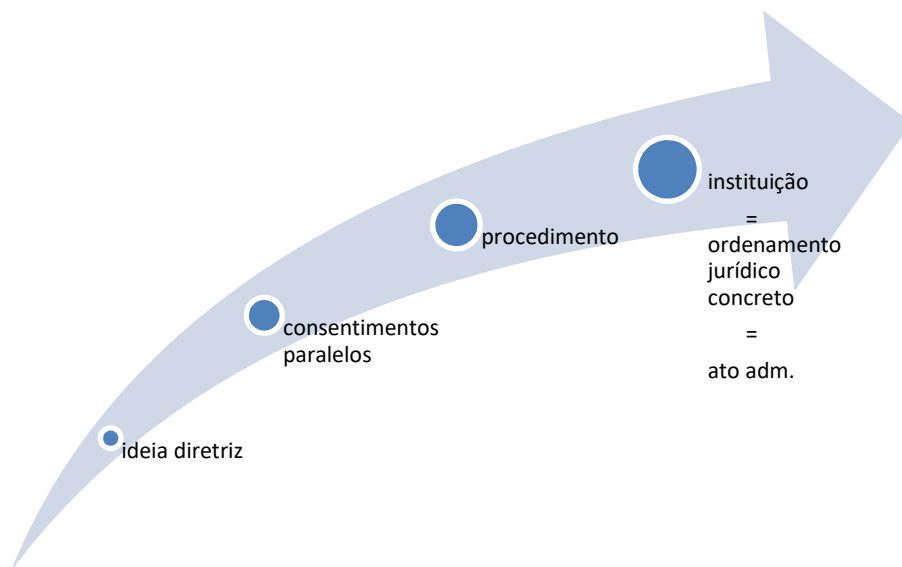 instituição
=
ordenamento
jurídico
concreto
=
ato adm.
procedimento
consentimentos
paralelos
ideia diretriz